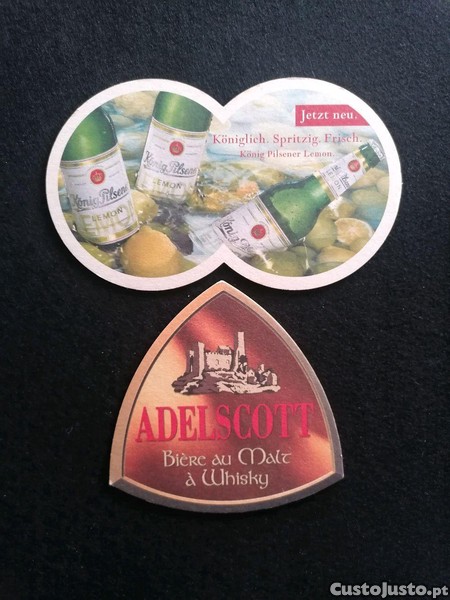 Jetzt neu.
Königlich. Spritzig. Frisch.
König Pilsener Lemon.
König Pilsener
LEMON
König Pilsener
LEMON
ADELSCOTT
Bière au Malt
à Whisky
CustoJusto.pt